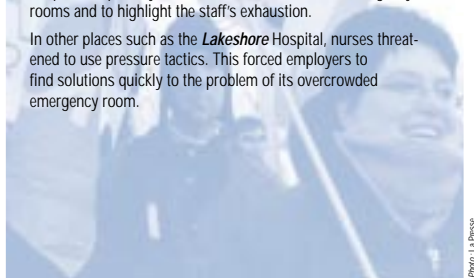 rooms and to highlight the staff's exhaustion.
In other places such as the Lakeshore Hospital, nurses threat-
ened to use pressure tactics. This forced employers to
find solutions quickly to the problem of its overcrowded
emergency room.
Photo: La Presse